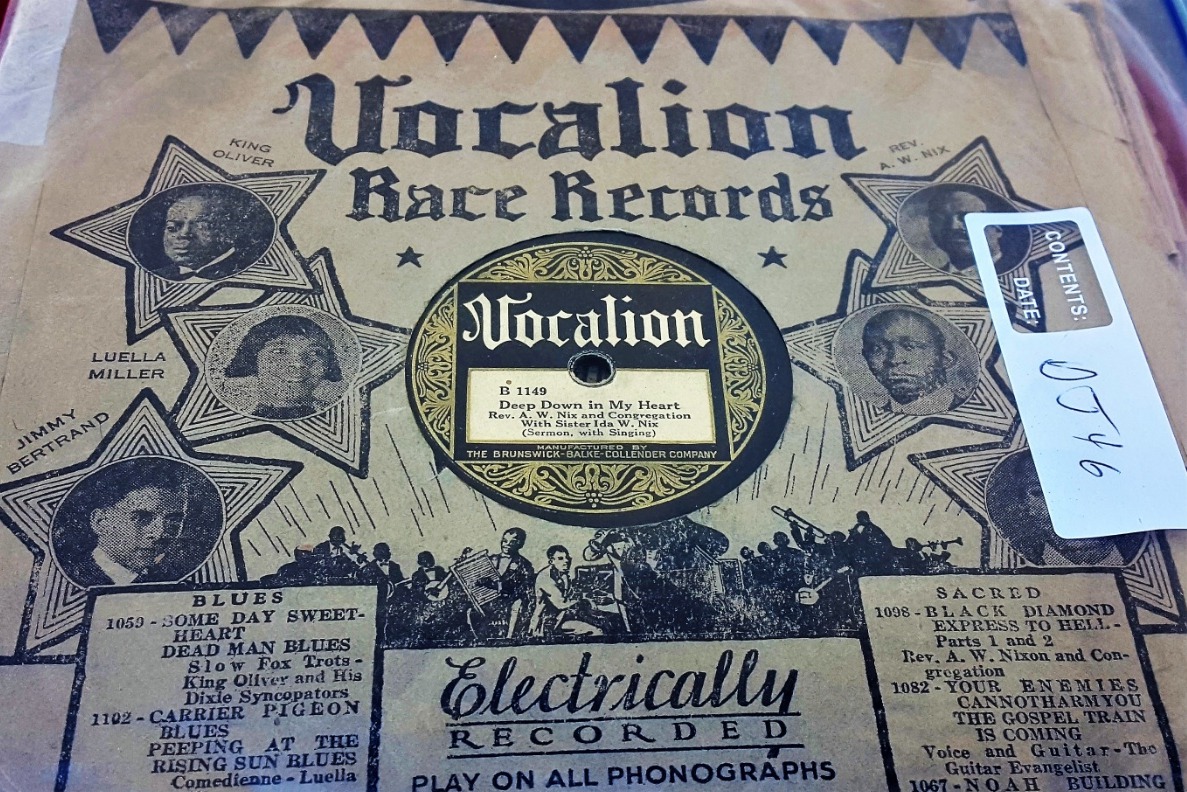 Vocalion
Race Records
KING
OLIVER
REV.
A. W. NIX
LUELLA
MILLER
JIMMY
BERTRAND
Vocalion
B 1149
Deep Down in My Heart
Rev. A. W. Nix and Congregation
With Sister Ida W. Nix
(Sermon, with Singing)
MANUFACTURED BY
THE BRUNSWICK-BALKE-COLLENDER COMPANY
CONTENTS:
DATE:
BLUES
1059 - SOME DAY SWEET-
HEART
DEAD MAN BLUES
Slow Fox Trots -
King Oliver and His
Dixie Syncopators
1102 - CARRIER PIGEON
BLUES
PEEPING AT THE
RISING SUN BLUES
Comedienne - Luella
Electrically
RECORDED
PLAY ON ALL PHONOGRAPHS
SACRED
1098 - BLACK DIAMOND
EXPRESS TO HELL -
Parts 1 and 2
Rev. A. W. Nixon and Con-
gregation
1082 - YOUR ENEMIES
CANNOTHARMYOU
THE GOSPEL TRAIN
IS COMING
Voice and Guitar - The
Guitar Evangelist
1067 - NOAH BUILDING